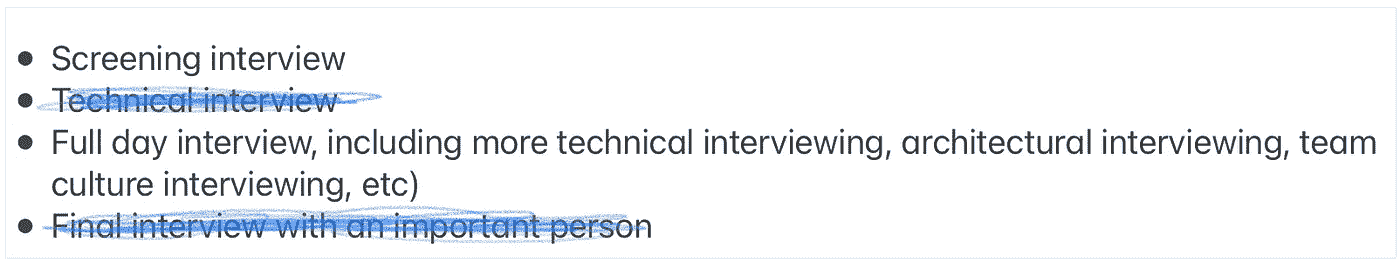 Screening interview
Technical interview
Full day interview, including more technical interviewing, architectural interviewing, team
culture interviewing, etc)
Final interview with an important person